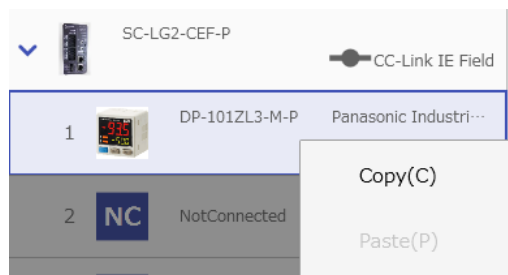 SC-LG2-CEF-P
CC-Link IE Field
1 DP-101ZL3-M-P Panasonic Industri···
Copy(C)
2 NC NotConnected
Paste(P)